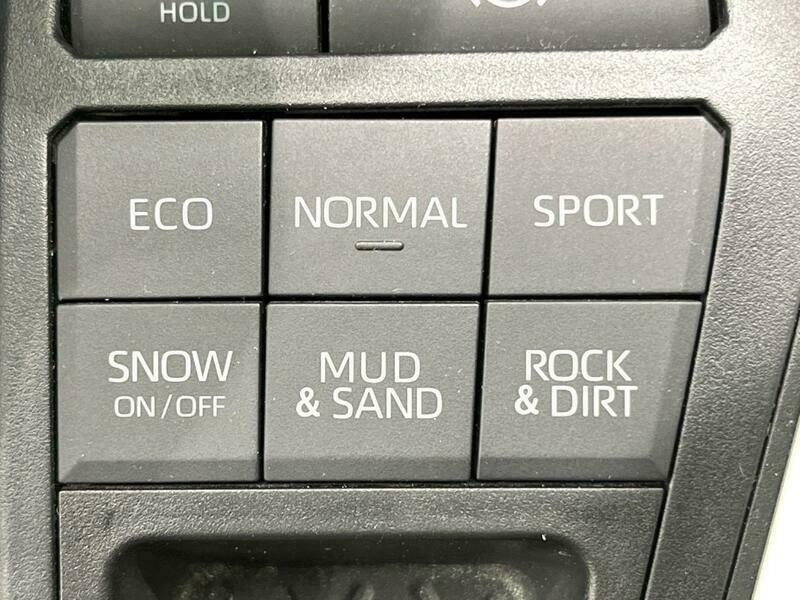 HOLD
ECO
NORMAL
SPORT
SNOW
ON/OFF
MUD
& SAND
ROCK
& DIRT